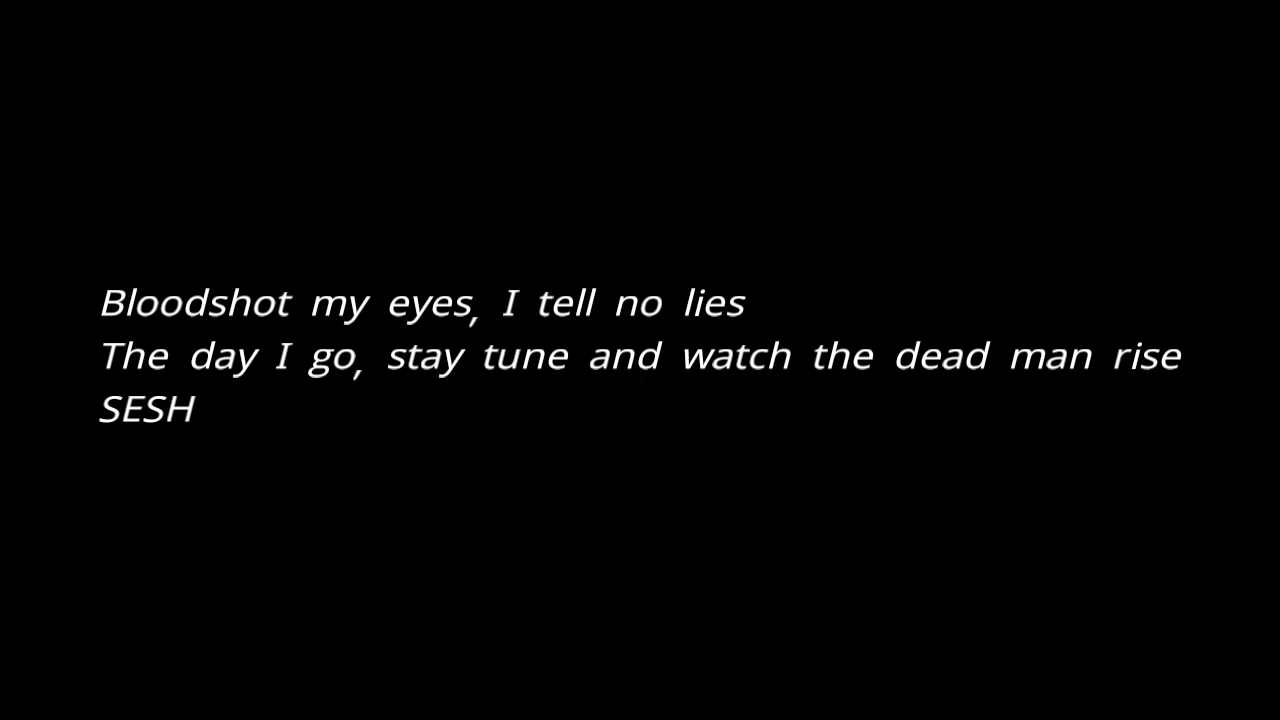 Bloodshot my eyes, I tell no lies
The day I go, stay tune and watch the dead man rise
SESH